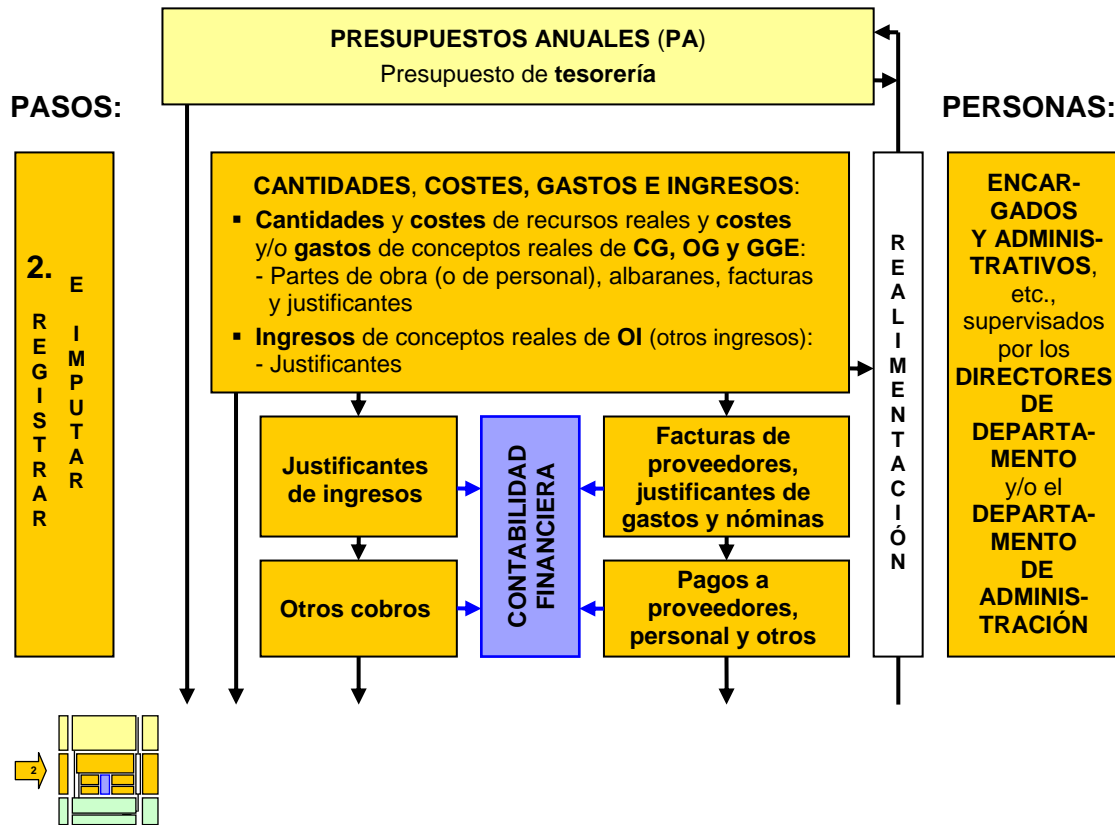 PRESUPUESTOS ANUALES (PA)
Presupuesto de tesorería
PASOS:
PERSONAS:
2. REGISTRAR
E IMPUTAR
CANTIDADES, COSTES, GASTOS E INGRESOS:
▪ Cantidades y costes de recursos reales y costes
y/o gastos de conceptos reales de CG, OG y GGE:
- Partes de obra (o de personal), albaranes, facturas
y justificantes
▪ Ingresos de conceptos reales de OI (otros ingresos):
- Justificantes
Justificantes
de ingresos
Otros cobros
CONTABILIDAD
FINANCIERA
Facturas de
proveedores,
justificantes de
gastos y nóminas
Pagos a
proveedores,
personal y otros
REALIMENTACIÓN
ENCAR-
GADOS
Y ADMINIS-
TRATIVOS,
etc.,
supervisados
por los
DIRECTORES
DE
DEPARTA-
MENTO
y/o el
DEPARTA-
MENTO
DE
ADMINIS-
TRACIÓN
2